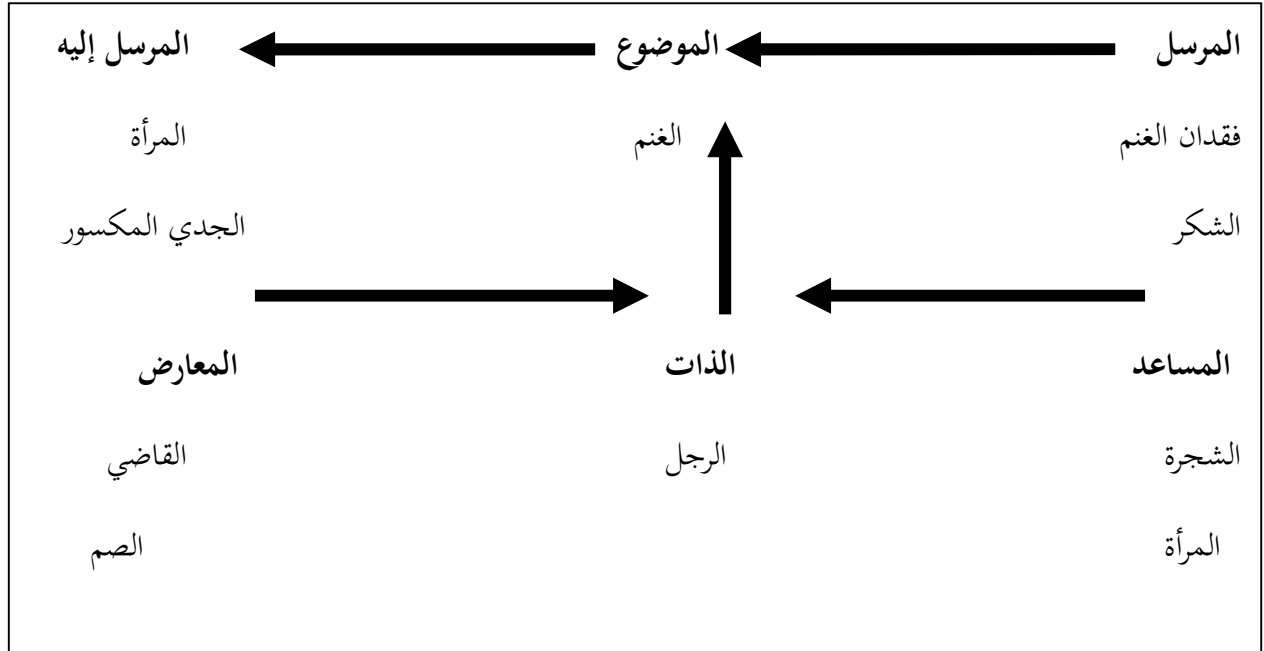 المرسل الموضوع المرسل إليه
فقدان الغنم الغنم المرأة
الشكر الجدي المكسور
المساعد الذات المعارض
الشجرة الرجل القاضي
المرأة الصم